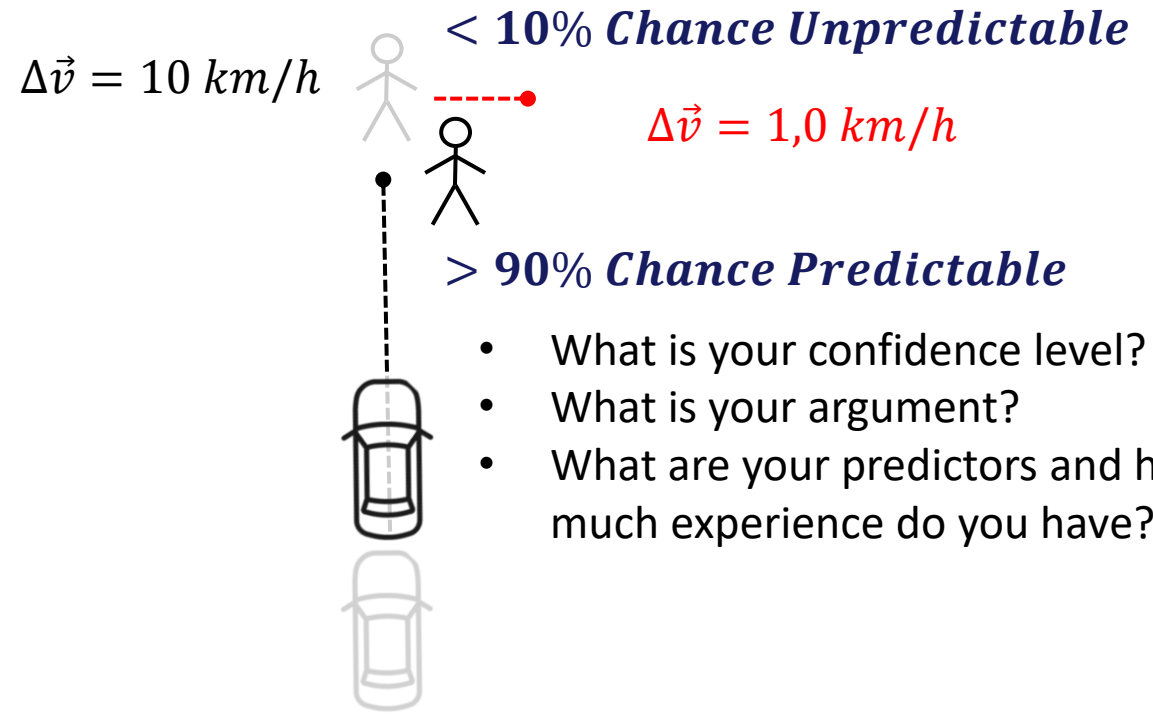 < 10% Chance Unpredictable
Δv⃗ = 10 km/h
Δv⃗ = 1,0 km/h
> 90% Chance Predictable
• What is your confidence level?
• What is your argument?
• What are your predictors and h
much experience do you have?